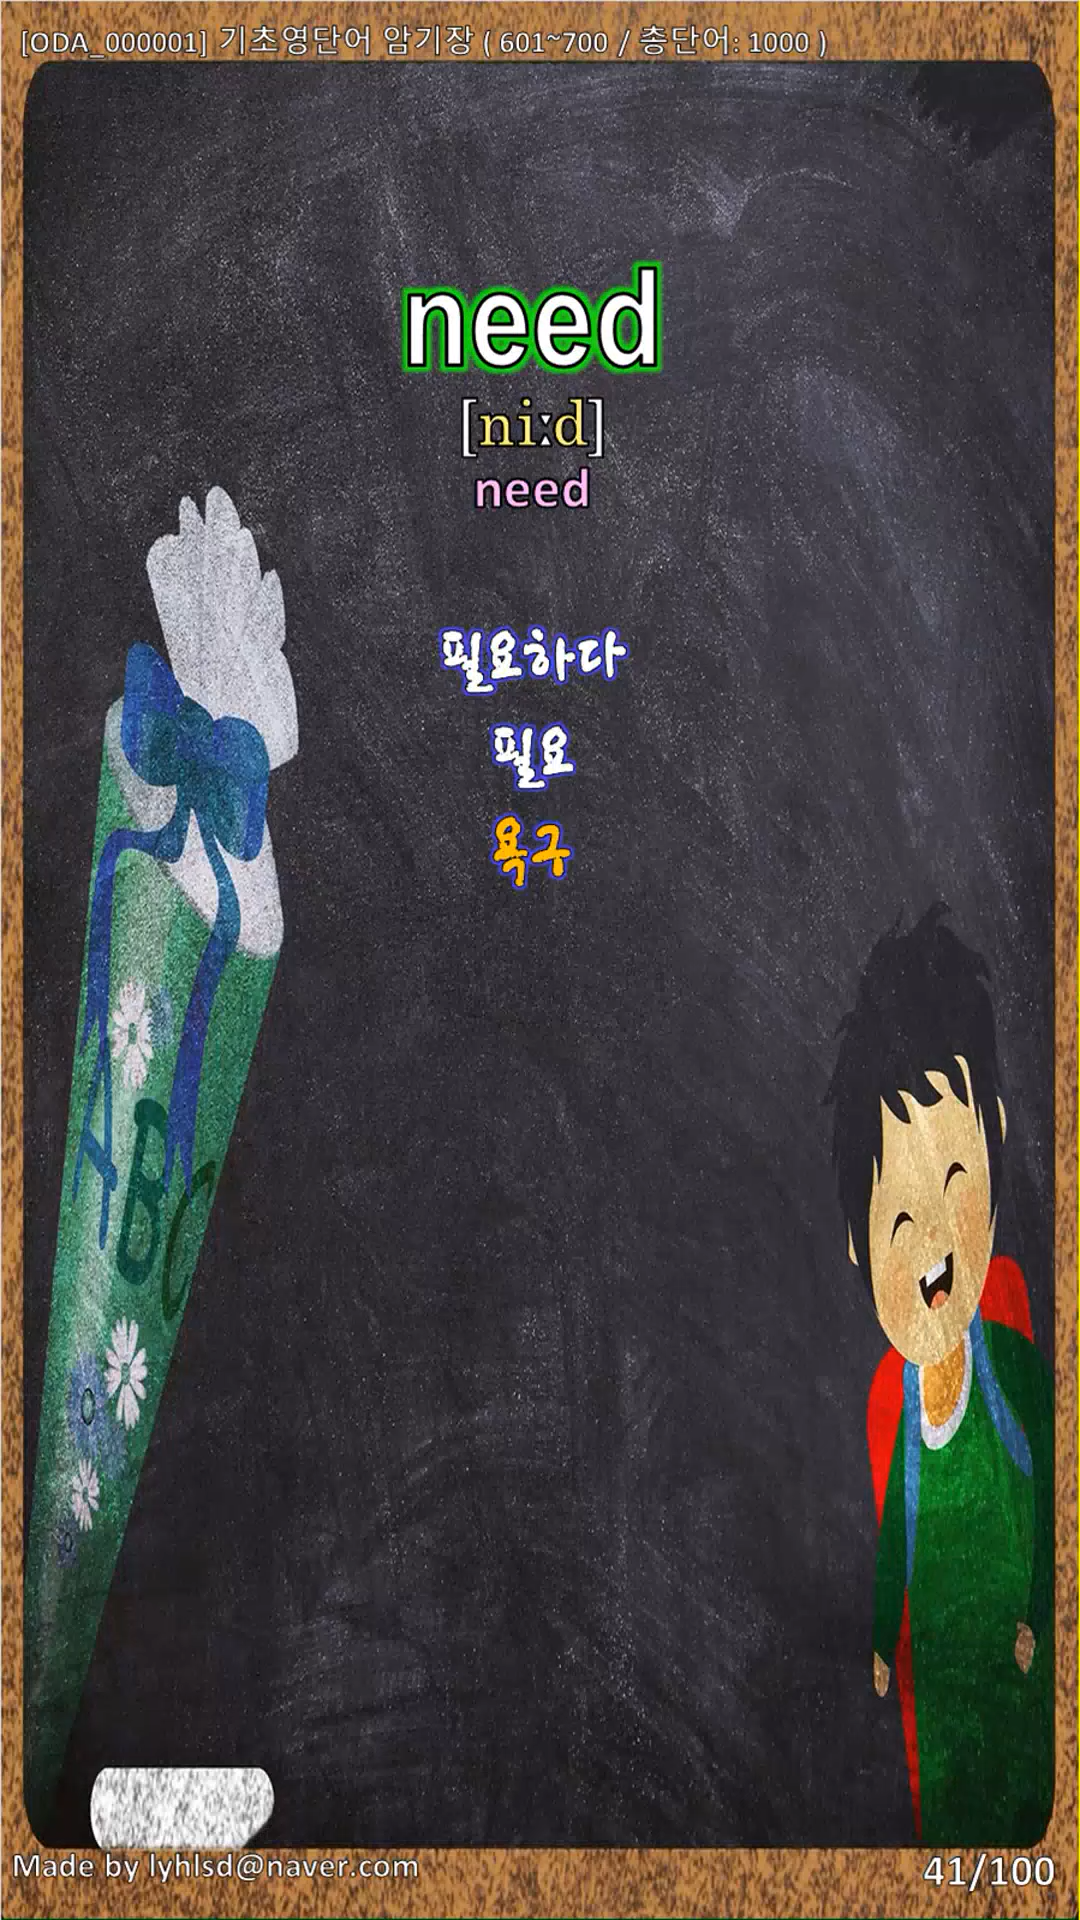 [ODA_000001] 기초영단어 암기장 ( 601~700 / 총단어: 1000 )
need
[ni:d]
need
필요하다
필요
욕구
A B C
Made by lyhlsd@naver.com
41/100